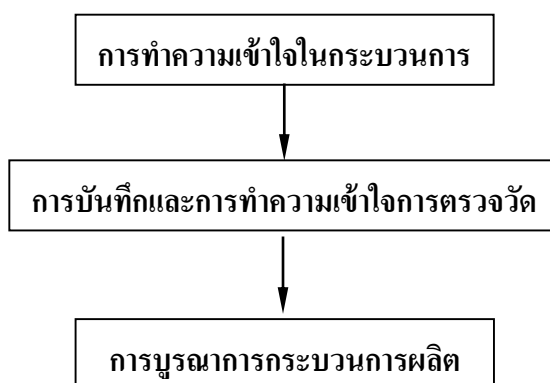 การทำความเข้าใจในกระบวนการ
การบันทึกและการทำความเข้าใจการตรวจวัด
การบูรณาการกระบวนการผลิต